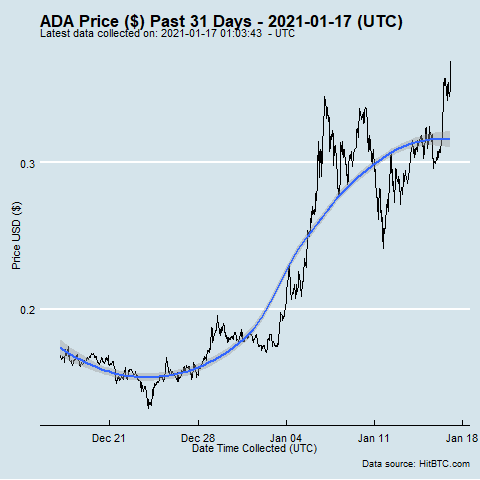 ADA Price ($) Past 31 Days - 2021-01-17 (UTC)
Latest data collected on: 2021-01-17 01:03:43 - UTC
0.3
0.2
Price USD ($)
Dec 21 Dec 28 Jan 04 Jan 11 Jan 18
Date Time Collected (UTC)
Data source: HitBTC.com